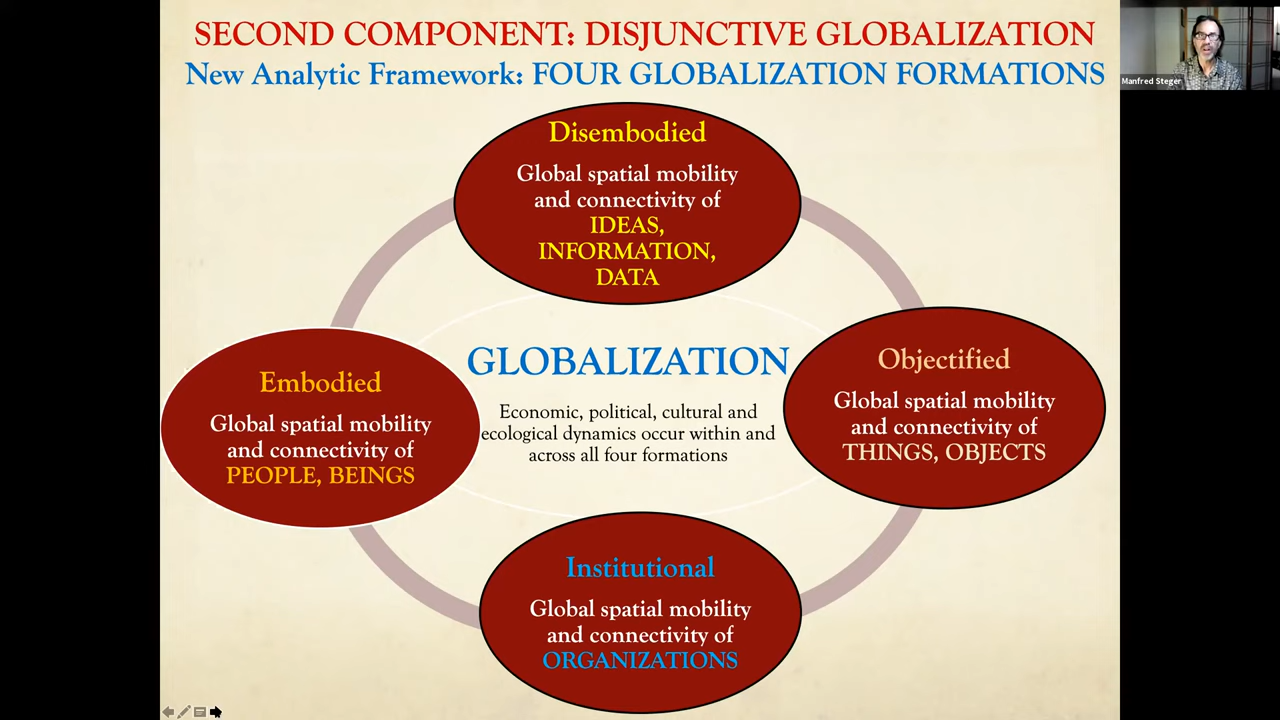 SECOND COMPONENT: DISJUNCTIVE GLOBALIZATION
New Analytic Framework: FOUR GLOBALIZATION FORMATIONS
Manfred Steger
Disembodied
Global spatial mobility
and connectivity of
IDEAS,
INFORMATION,
DATA
GLOBALIZATION
Economic, political, cultural and
ecological dynamics occur within and
across all four formations
Objectified
Global spatial mobility
and connectivity of
THINGS, OBJECTS
Embodied
Global spatial mobility
and connectivity of
PEOPLE, BEINGS
Institutional
Global spatial mobility
and connectivity of
ORGANIZATIONS